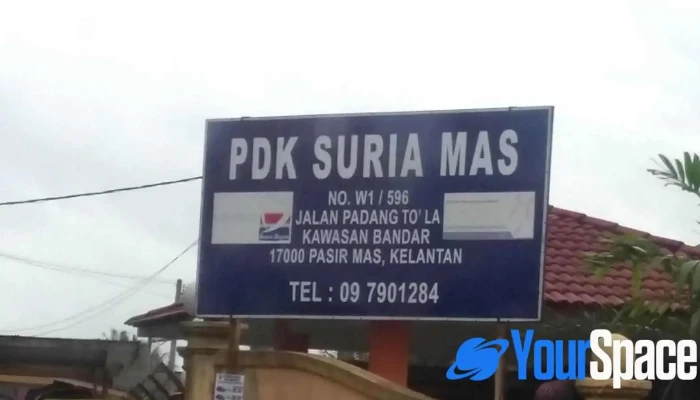 PDK SURIA MAS
NO. W1 / 596
JALAN PADANG TO' LA
KAWASAN BANDAR
17000 PASIR MAS, KELANTAN
TEL : 09 7901284
YourSpace